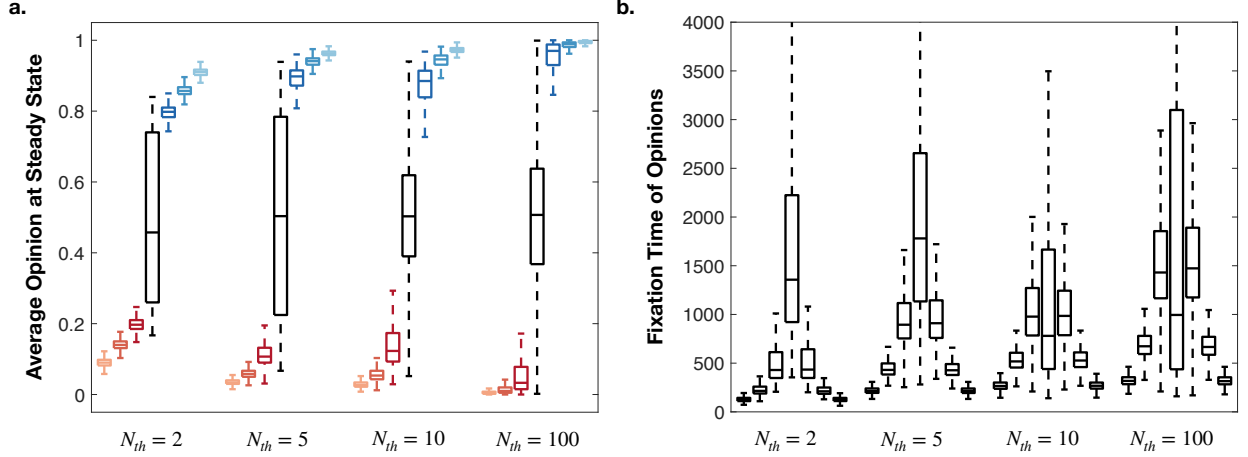 a.
Average Opinion at Steady State
1
0.8
0.6
0.4
0.2
0
N_th = 2
N_th = 5
N_th = 10
N_th = 100
b.
Fixation Time of Opinions
4000
3500
3000
2500
2000
1500
1000
500
0
N_th = 2
N_th = 5
N_th = 10
N_th = 100